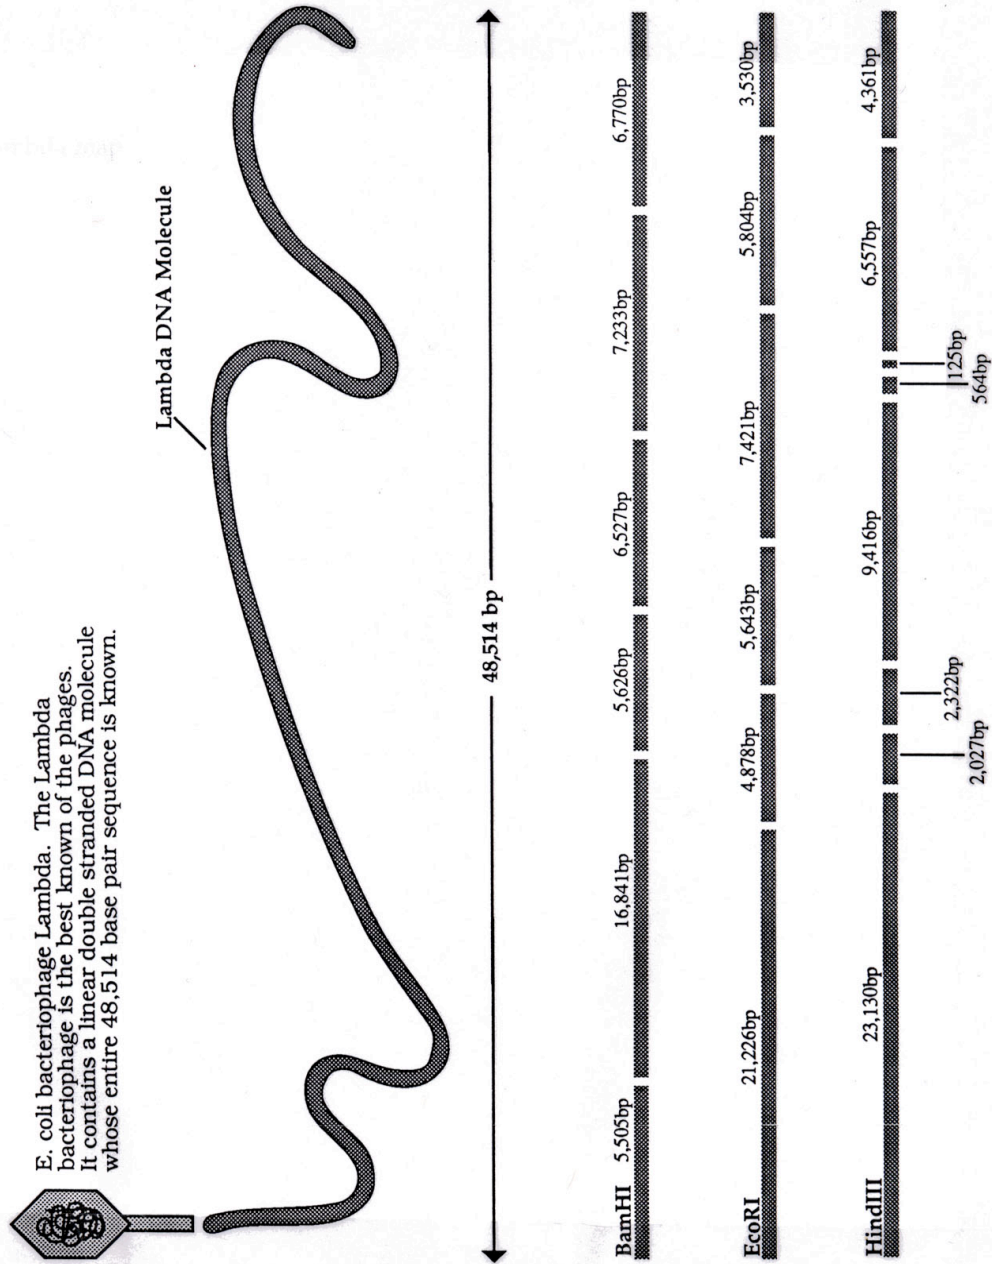 E. coli bacteriophage Lambda. The Lambda
bacteriophage is the best known of the phages.
It contains a linear double stranded DNA molecule
whose entire 48,514 base pair sequence is known.
Lambda DNA Molecule
48,514 bp
BamHI
5,505bp
16,841bp
5,626bp
6,527bp
7,233bp
6,770bp
EcoRI
21,226bp
4,878bp
5,643bp
7,421bp
5,804bp
3,530bp
HindIII
23,130bp
2,027bp
2,322bp
9,416bp
564bp
125bp
6,557bp
4,361bp